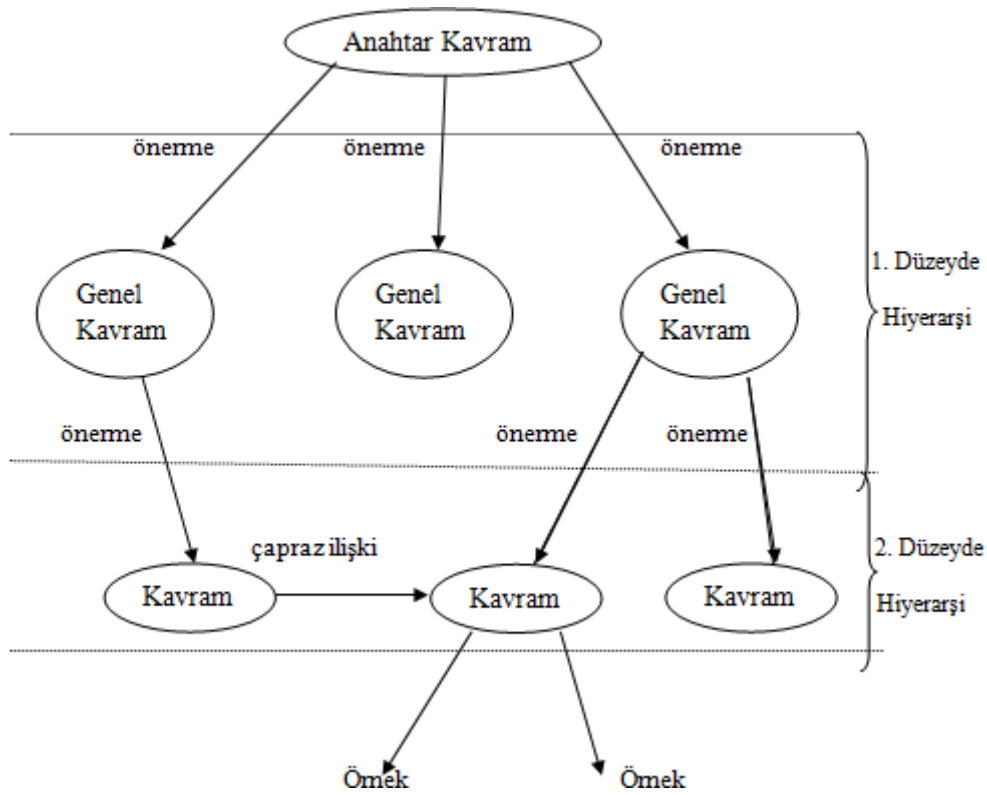 Anahtar Kavram
önerme
önerme
önerme
1. Düzeyde
Hiyerarşi
Genel
Kavram
Genel
Kavram
Genel
Kavram
önerme
önerme
önerme
çapraz ilişki
2. Düzeyde
Hiyerarşi
Kavram
Kavram
Kavram
Örnek
Örnek